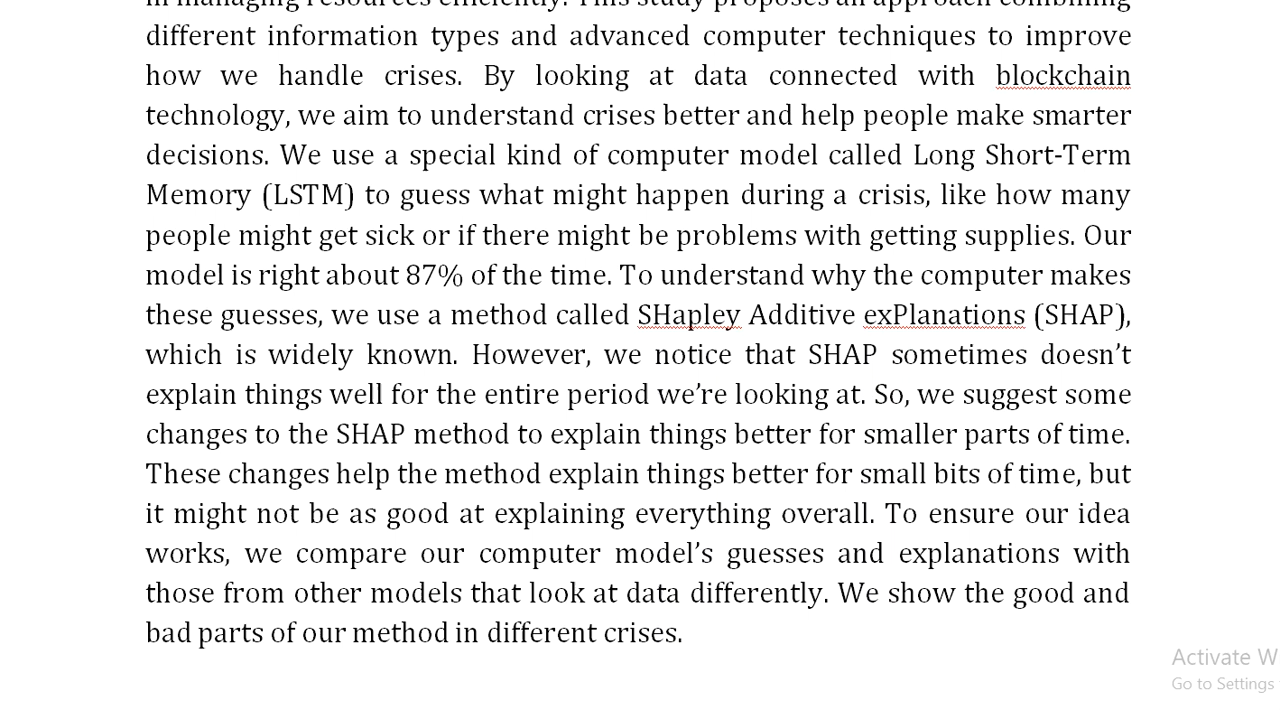 in managing resources efficiently. This study proposes an approach combining
different information types and advanced computer techniques to improve
how we handle crises. By looking at data connected with blockchain
technology, we aim to understand crises better and help people make smarter
decisions. We use a special kind of computer model called Long Short-Term
Memory (LSTM) to guess what might happen during a crisis, like how many
people might get sick or if there might be problems with getting supplies. Our
model is right about 87% of the time. To understand why the computer makes
these guesses, we use a method called SHapley Additive exPlanations (SHAP),
which is widely known. However, we notice that SHAP sometimes doesn’t
explain things well for the entire period we’re looking at. So, we suggest some
changes to the SHAP method to explain things better for smaller parts of time.
These changes help the method explain things better for small bits of time, but
it might not be as good at explaining everything overall. To ensure our idea
works, we compare our computer model’s guesses and explanations with
those from other models that look at data differently. We show the good and
bad parts of our method in different crises.
Activate W
Go to Settings